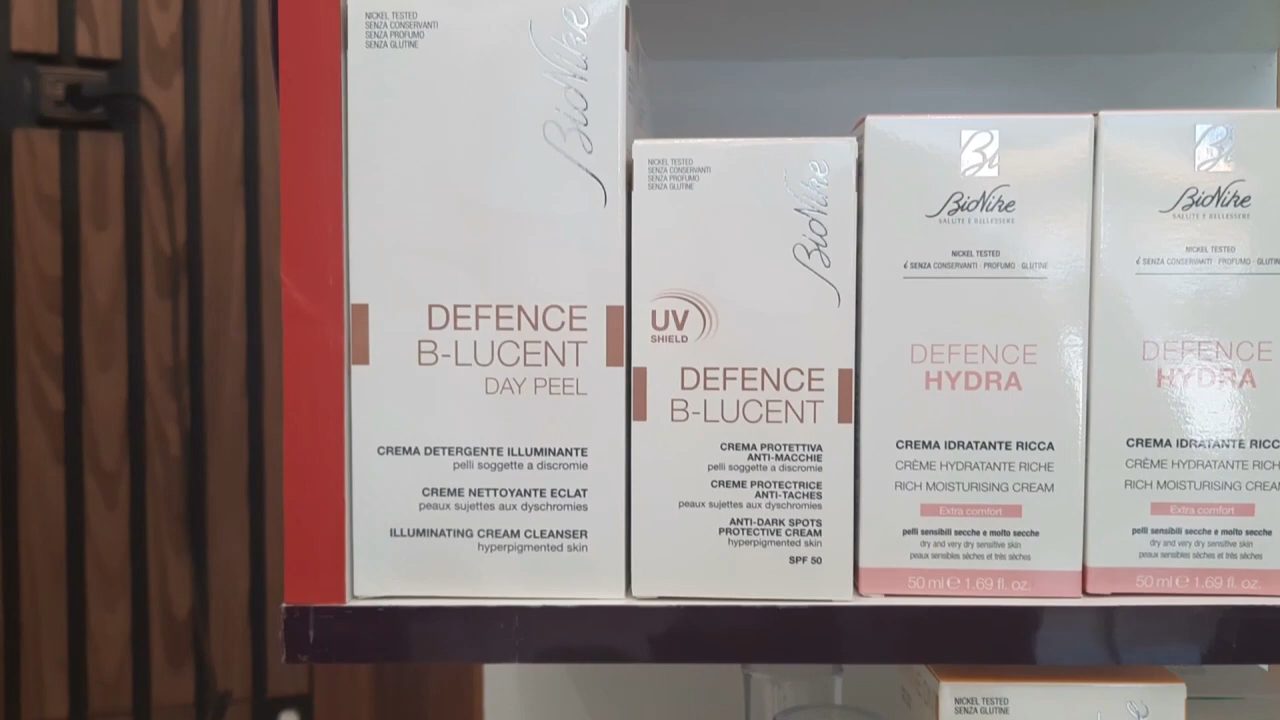 NICKEL TESTED
SENZA CONSERVANTI
SENZA PROFUMO
SENZA GLUTINE
BioNike
DEFENCE
B-LUCENT
DAY PEEL
CREMA DETERGENTE ILLUMINANTE
pelli soggette a discromie
CREME NETTOYANTE ECLAT
peaux sujettes aux dyschromies
ILLUMINATING CREAM CLEANSER
hyperpigmented skin
NICKEL TESTED
SENZA CONSERVANTI
SENZA PROFUMO
SENZA GLUTINE
BioNike
UV
SHIELD
DEFENCE
B-LUCENT
CREMA PROTETTIVA
ANTI-MACCHIE
pelli soggette a discromie
CREME PROTECTRICE
ANTI-TACHES
peaux sujettes aux dyschromies
ANTI-DARK SPOTS
PROTECTIVE CREAM
hyperpigmented skin
SPF 50
BioNike
SALUTE E BELLESSERE
NICKEL TESTED
SENZA CONSERVANTI · PROFUMO · GLUTINE
DEFENCE
HYDRA
CREMA IDRATANTE RICCA
CRÈME HYDRATANTE RICHE
RICH MOISTURISING CREAM
Extra comfort
pelli sensibili secche e molto secche
dry and very dry sensitive skin
peaux sensibles sèches et très sèches
50 ml e 1.69 fl. oz.
BioNike
SALUTE E BELLESSERE
NICKEL TESTED
SENZA CONSERVANTI · PROFUMO · GLUTIN
DEFENCE
HYDRA
CREMA IDRATANTE RICC
CRÈME HYDRATANTE RICH
RICH MOISTURISING CREAM
Extra comfort
pelli sensibili secche e molto secche
dry and very dry sensitive skin
peaux sensibles sèches et très sèches
50 ml e 1.69 fl. oz.
NICKEL TESTED
SENZA GLUTINE